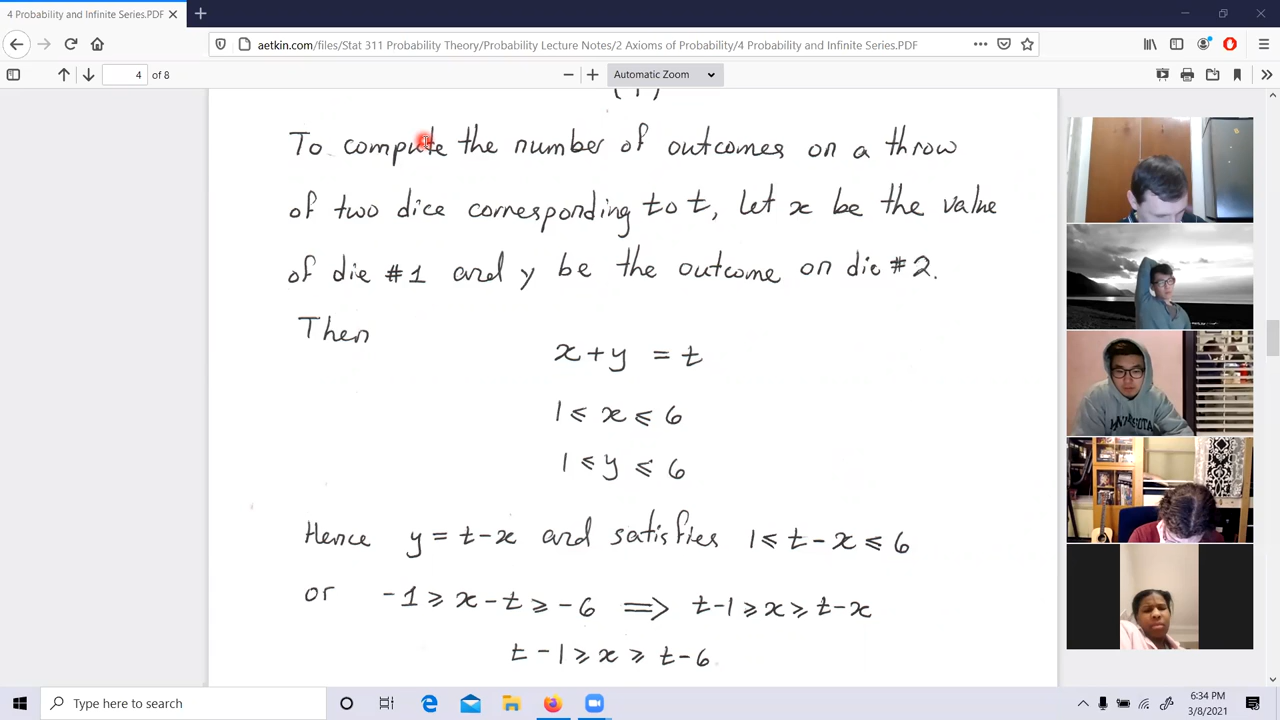 4 Probability and Infinite Series.PDF
aetkin.com/files/Stat 311 Probability Theory/Probability Lecture Notes/2 Axioms of Probability/4 Probability and Infinite Series.PDF
4 of 8
Automatic Zoom
To compute the number of outcomes on a throw
of two dice corresponding to t, let x be the value
of die #1 and y be the outcome on die #2.
Then
x+y = t
1 ⩽ x ⩽ 6
1 ⩽ y ⩽ 6
Hence y = t-x and satisfies 1 ⩽ t-x ⩽ 6
or -1 ⩾ x-t ⩾ -6 ⟹ t-1 ⩾ x ⩾ t-x
t-1 ⩾ x ⩾ t-6
Type here to search
6:34 PM
3/8/2021